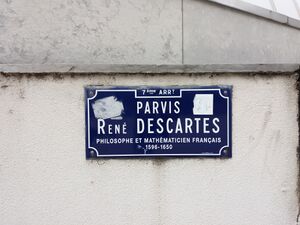 7ème ARRT
PARVIS
RENÉ DESCARTES
PHILOSOPHE ET MATHÉMATICIEN FRANÇAIS
1596-1650